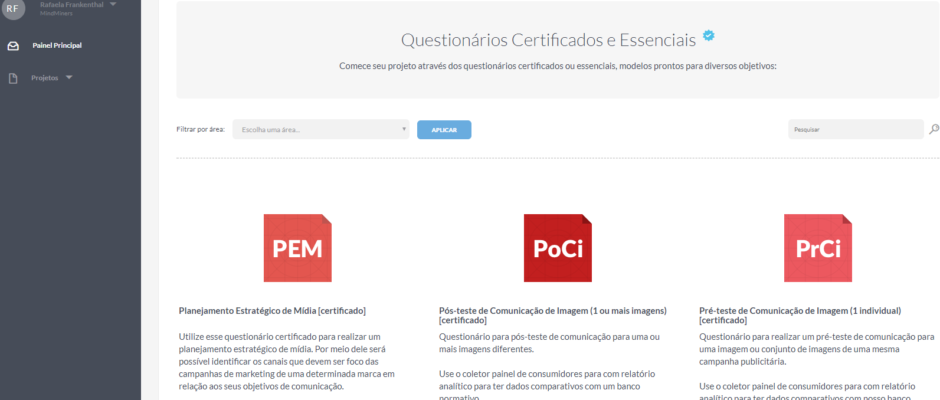 RF
Rafaela Frankenthal
MindMiners
Painel Principal
Projetos
Questionários Certificados e Essenciais
Comece seu projeto através dos questionários certificados ou essenciais, modelos prontos para diversos objetivos:
Filtrar por área:
Escolha uma área...
APLICAR
Pesquisar
PEM
Planejamento Estratégico de Mídia [certificado]
Utilize esse questionário certificado para realizar um
planejamento estratégico de mídia. Por meio dele será
possível identificar os canais que devem ser foco das
campanhas de marketing de uma determinada marca em
relação aos seus objetivos de comunicação.
PoCi
Pós-teste de Comunicação de Imagem (1 ou mais imagens)
[certificado]
Questionário para pós-teste de comunicação para uma ou
mais imagens diferentes.
Use o coletor painel de consumidores para com relatório
analítico para ter dados comparativos com um banco
normativo.
PrCi
Pré-teste de Comunicação de Imagem (1 individual)
[certificado]
Questionário para realizar um pré-teste de comunicação para
uma imagem ou conjunto de imagens de uma mesma
campanha publicitária.
Use o coletor painel de consumidores para com relatório
analítico para ter dados comparativos com nosso banco